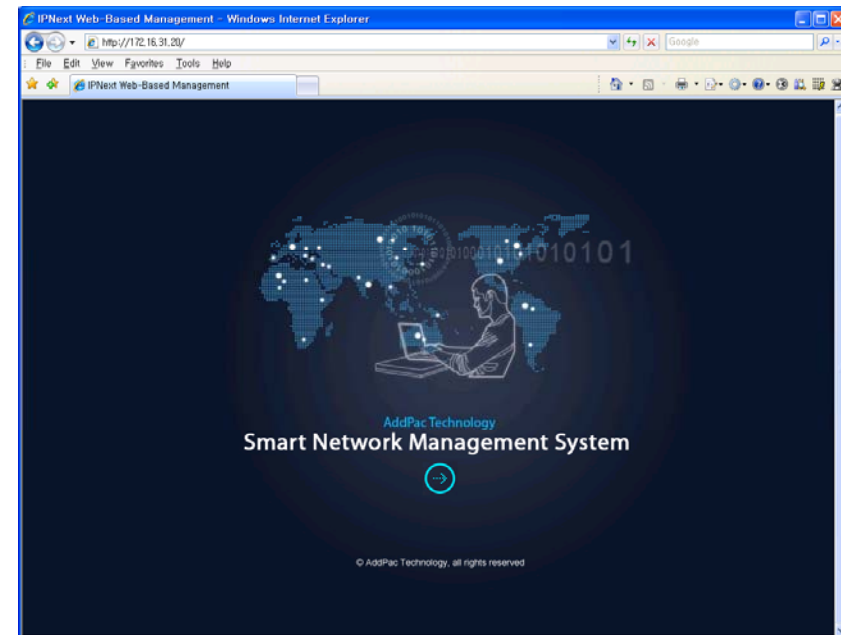 IPNext Web-Based Management - Windows Internet Explorer
http://172.16.31.20/
Google
File Edit View Favorites Tools Help
IPNext Web-Based Management
AddPac Technology
Smart Network Management System
© AddPac Technology, all rights reserved